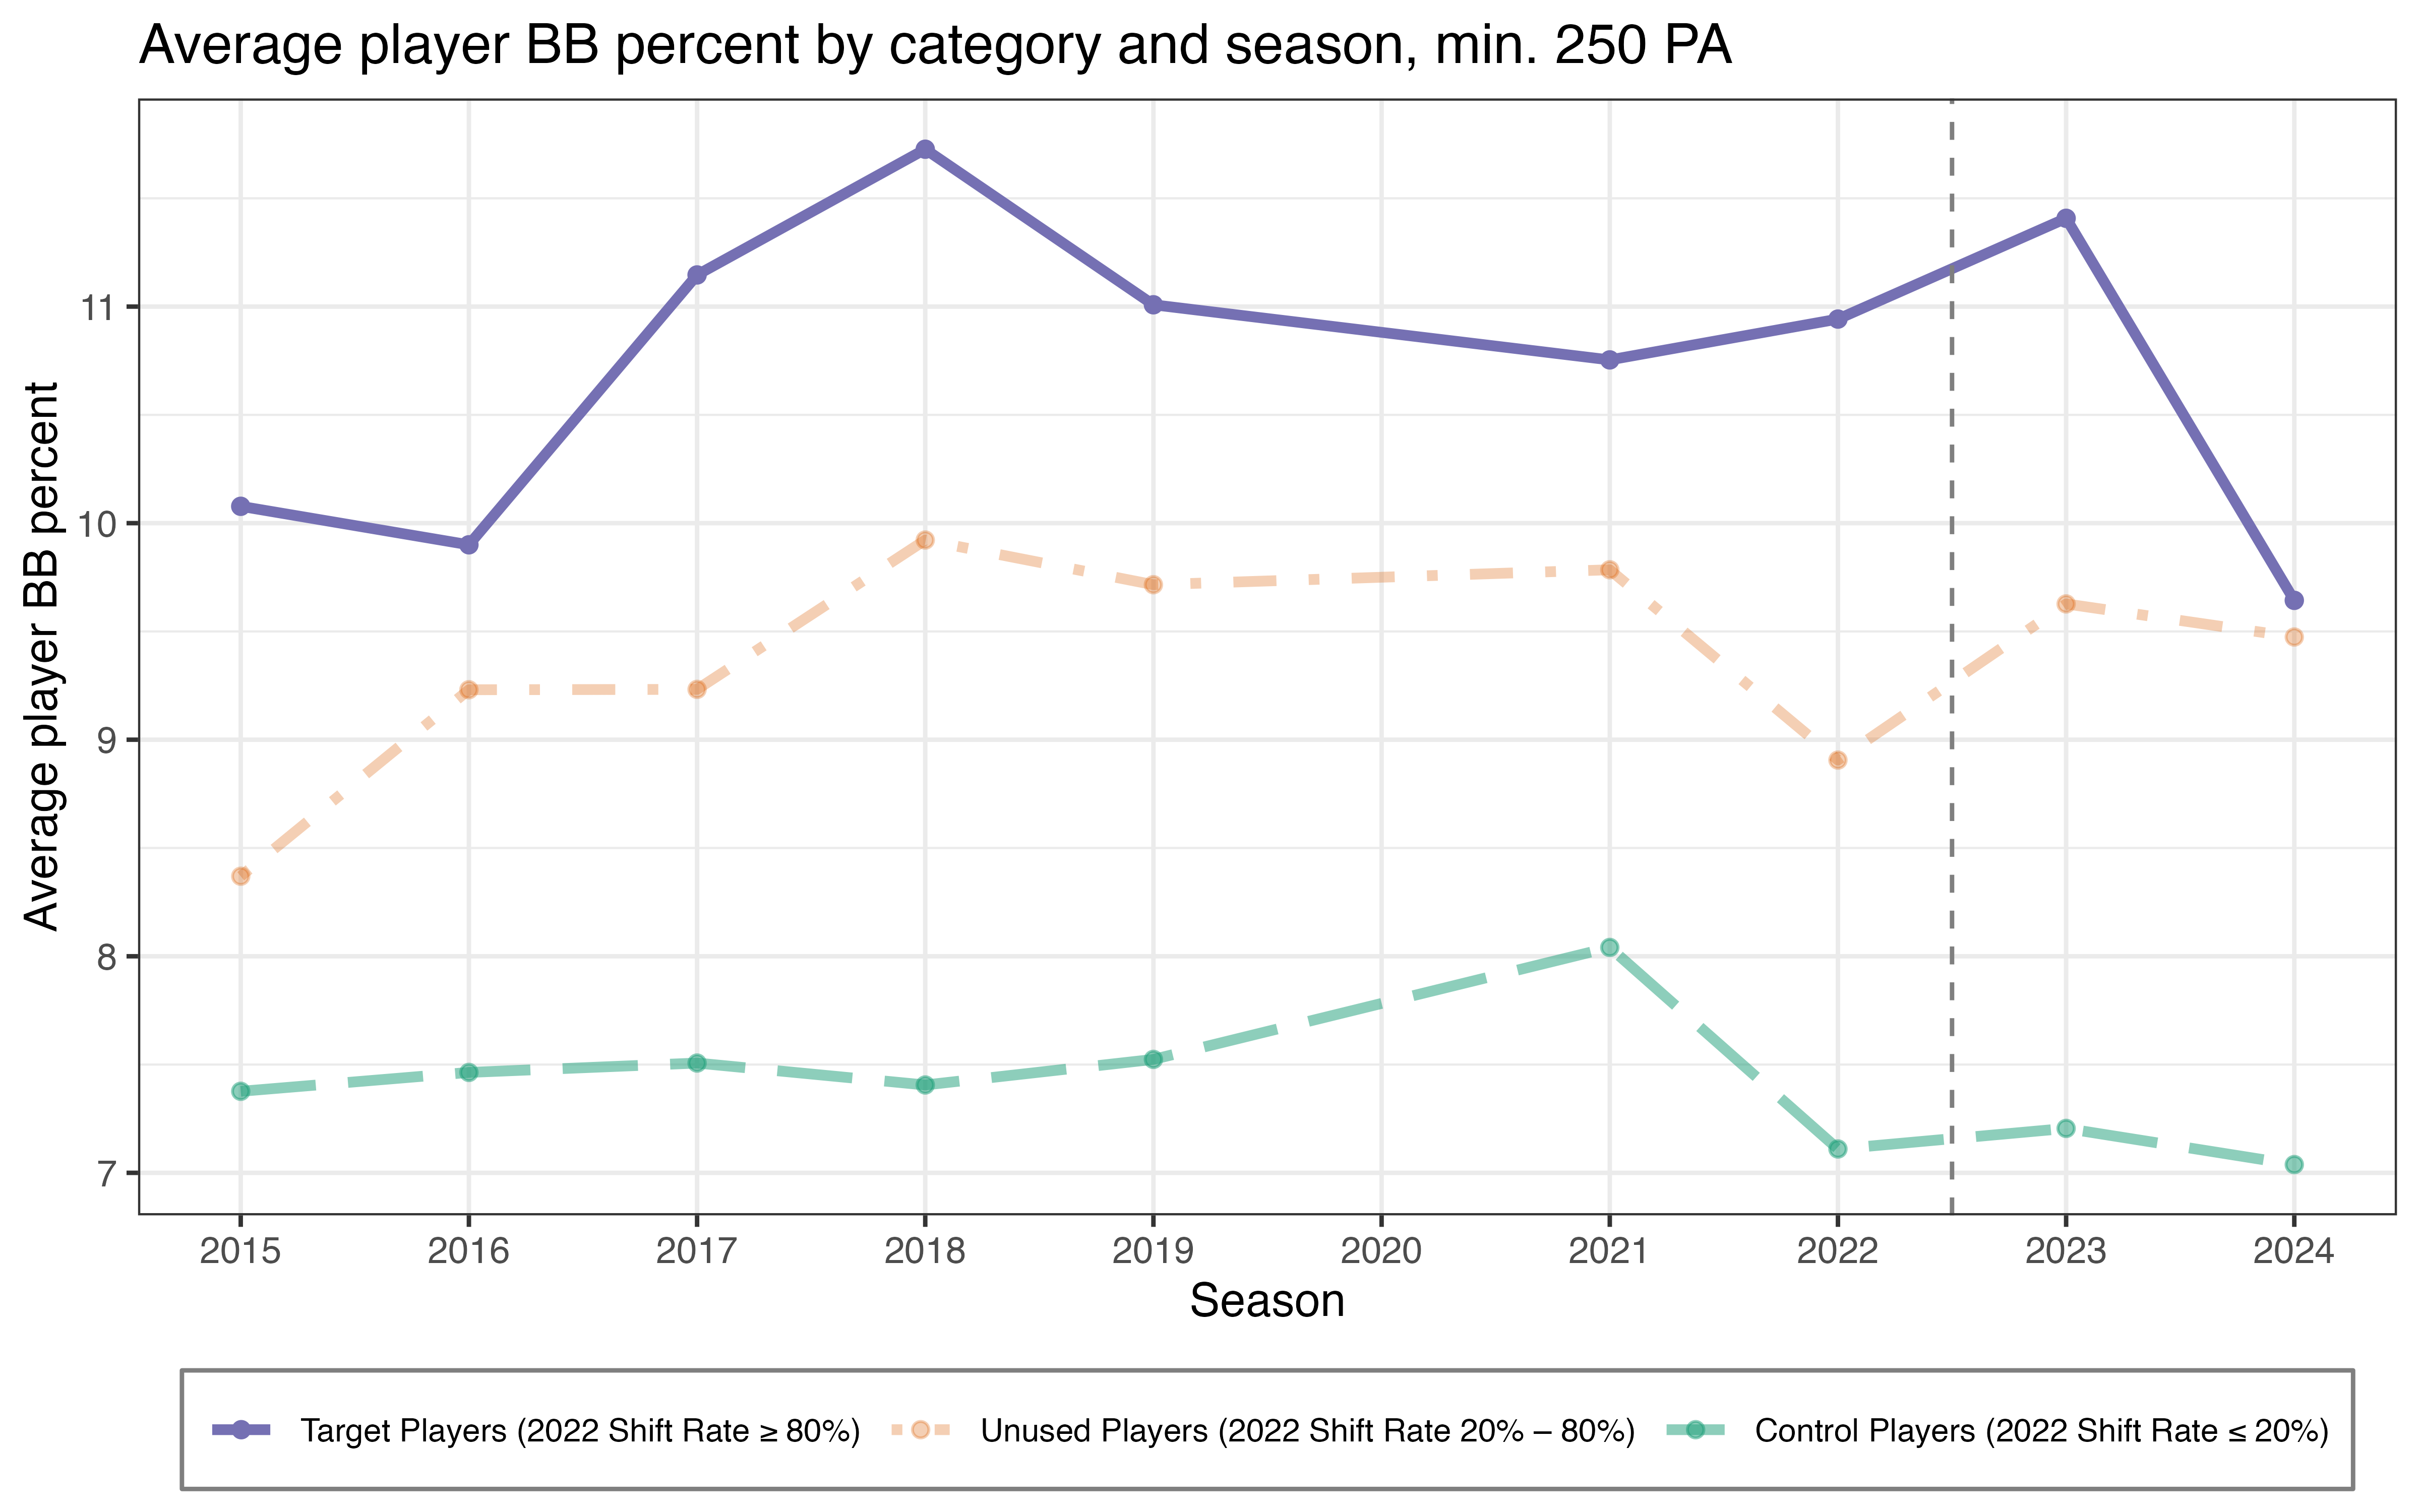 Average player BB percent by category and season, min. 250 PA
Average player BB percent
11
10
9
8
7
2015 2016 2017 2018 2019 2020 2021 2022 2023 2024
Season
Target Players (2022 Shift Rate ≥ 80%) Unused Players (2022 Shift Rate 20% – 80%) Control Players (2022 Shift Rate ≤ 20%)